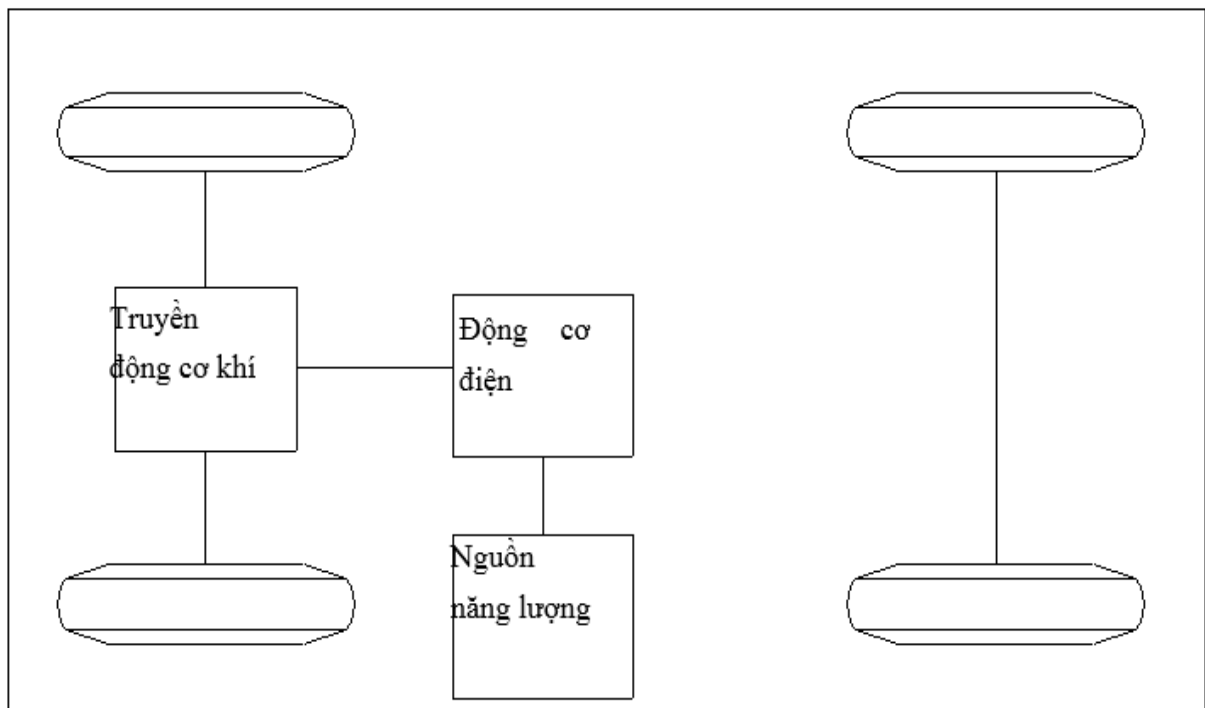 Truyền
động cơ khí
Động cơ
điện
Nguồn
năng lượng